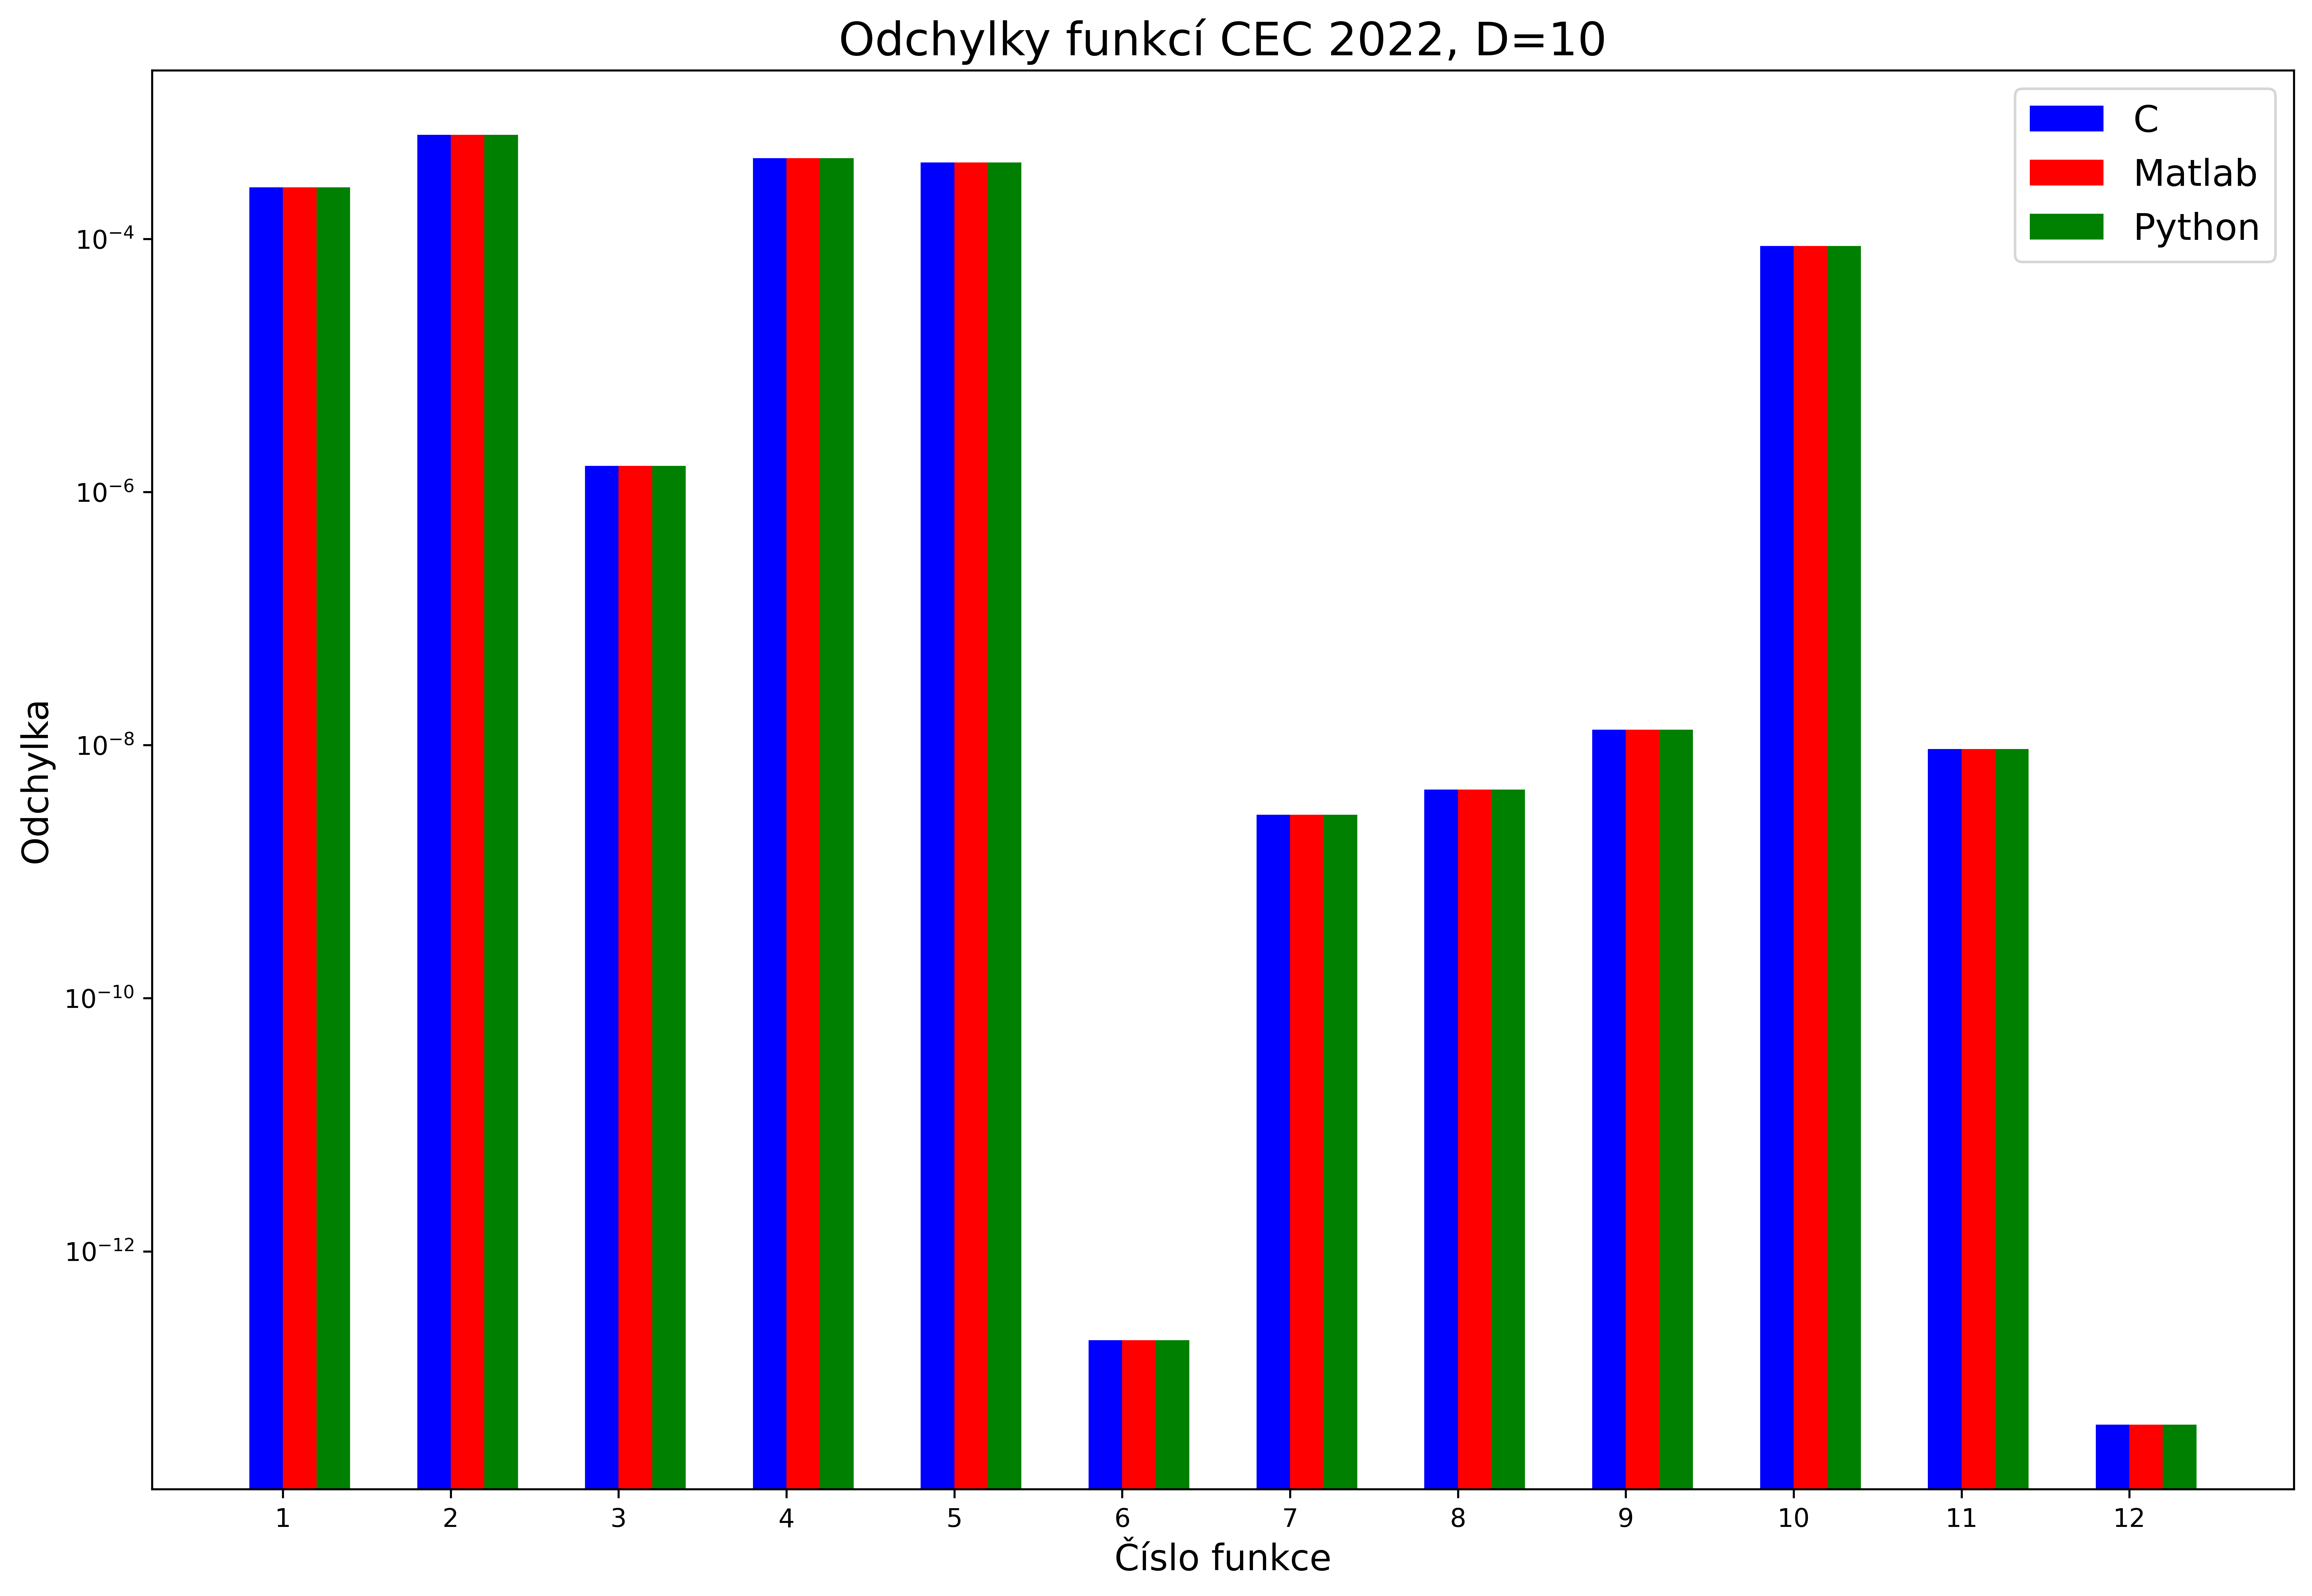 Odchylky funkcí CEC 2022, D=10
C
Matlab
Python
Odchylka
10⁻⁴
10⁻⁶
10⁻⁸
10⁻¹⁰
10⁻¹²
1 2 3 4 5 6 7 8 9 10 11 12
Číslo funkce